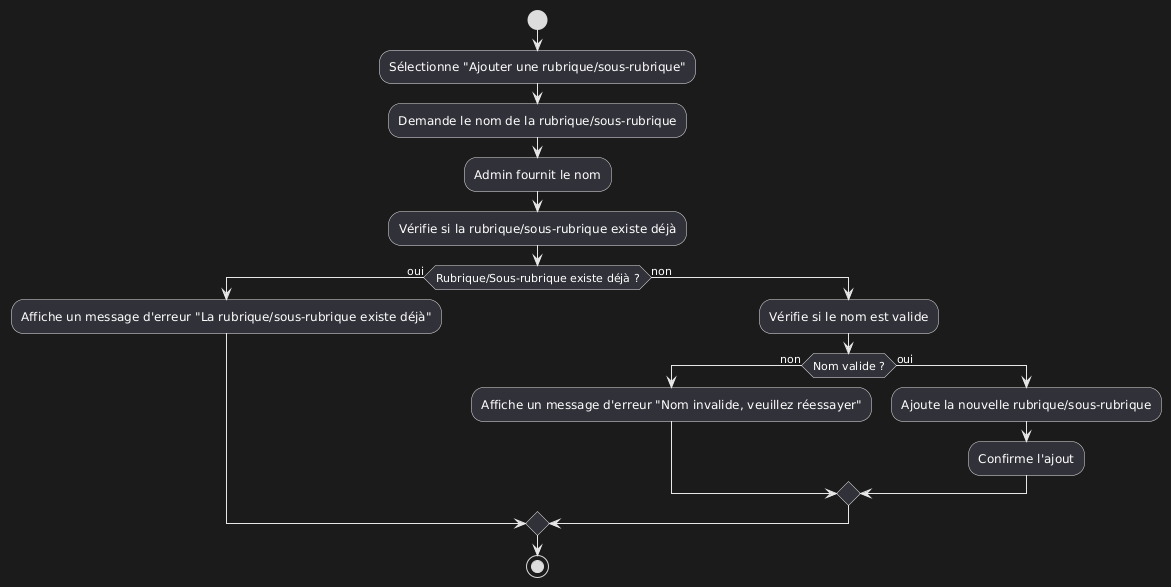 Sélectionne "Ajouter une rubrique/sous-rubrique"
Demande le nom de la rubrique/sous-rubrique
Admin fournit le nom
Vérifie si la rubrique/sous-rubrique existe déjà
oui
Rubrique/Sous-rubrique existe déjà ?
non
Affiche un message d'erreur "La rubrique/sous-rubrique existe déjà"
Vérifie si le nom est valide
non
Nom valide ?
oui
Affiche un message d'erreur "Nom invalide, veuillez réessayer"
Ajoute la nouvelle rubrique/sous-rubrique
Confirme l'ajout